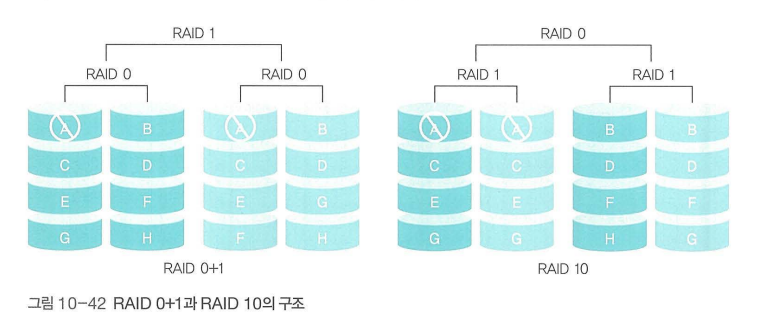 RAID 1
RAID 0
RAID 0 RAID 0
RAID 1 RAID 1
A B A B
A A B B
C D C D
C C D D
E F E G
E E F F
G H F H
G G H G
RAID 0+1
RAID 10
그림 10-42 RAID 0+1과 RAID 10의 구조